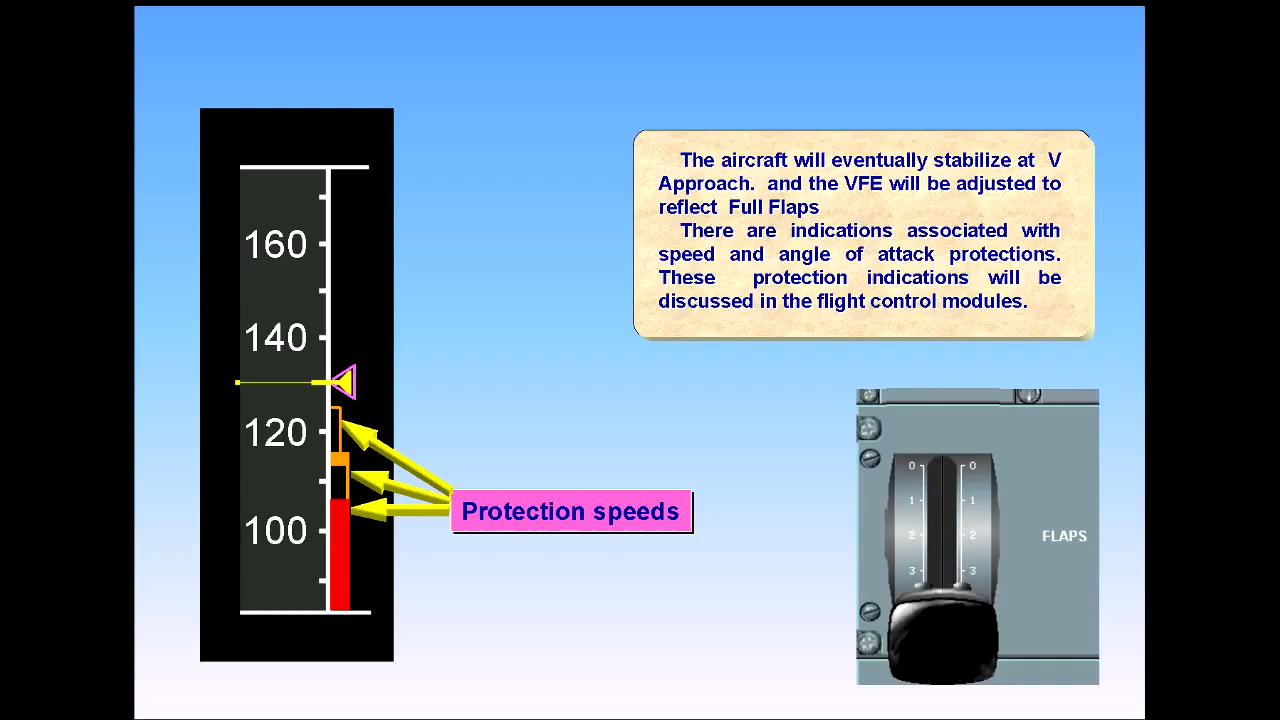 The aircraft will eventually stabilize at V
Approach. and the VFE will be adjusted to
reflect Full Flaps
There are indications associated with
speed and angle of attack protections.
These protection indications will be
discussed in the flight control modules.
160
140
120
100
Protection speeds
0 0
1 1
2 2
3 3
FLAPS